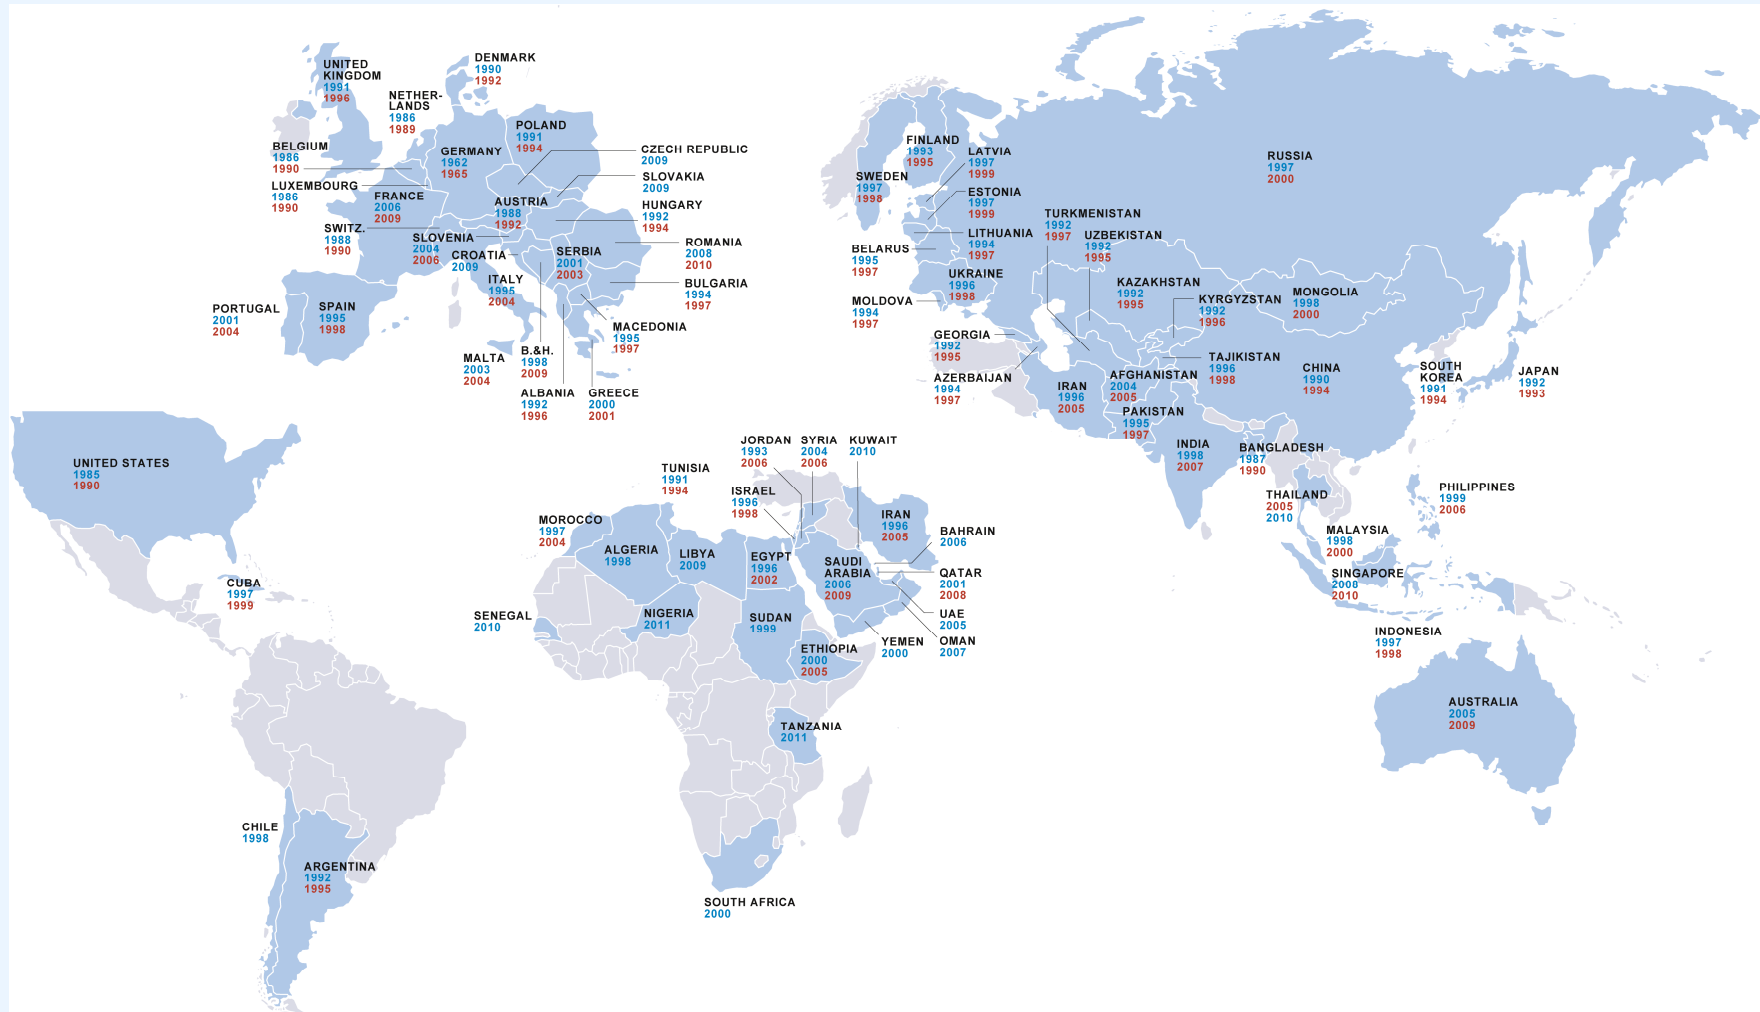 UNITED
KINGDOM
1991
1996
DENMARK
1990
1992
NETHER-
LANDS
1986
1989
POLAND
1991
1994
BELGIUM
1986
1990
GERMANY
1962
1965
CZECH REPUBLIC
2009
SLOVAKIA
2009
LUXEMBOURG
1986
1990
FRANCE
2006
2009
AUSTRIA
1988
1992
HUNGARY
1992
1994
SWITZ.
1988
1990
SLOVENIA
2004
2006
CROATIA
2009
SERBIA
2001
2003
ROMANIA
2008
2010
ITALY
1995
2004
BULGARIA
1994
1997
PORTUGAL
2001
2004
SPAIN
1995
1998
MACEDONIA
1995
1997
MALTA
2003
2004
B.&H.
1998
2009
ALBANIA
1992
1996
GREECE
2000
2001
FINLAND
1993
1995
LATVIA
1997
1999
SWEDEN
1997
1998
ESTONIA
1997
1999
RUSSIA
1997
2000
LITHUANIA
1994
1997
BELARUS
1995
1997
TURKMENISTAN
1992
1997
UZBEKISTAN
1992
1995
UKRAINE
1996
1998
KAZAKHSTAN
1992
1995
MOLDOVA
1994
1997
KYRGYZSTAN
1992
1996
MONGOLIA
1998
2000
GEORGIA
1992
1995
AZERBAIJAN
1994
1997
TAJIKISTAN
1996
1998
IRAN
1996
2005
AFGHANISTAN
2004
2005
CHINA
1990
1994
SOUTH
KOREA
1991
1994
JAPAN
1992
1993
PAKISTAN
1995
1997
INDIA
1998
2007
BANGLADESH
1987
1990
THAILAND
2005
2010
PHILIPPINES
1999
2006
MALAYSIA
1998
2000
SINGAPORE
2008
2010
INDONESIA
1997
1998
AUSTRALIA
2005
2009
UNITED STATES
1985
1990
CUBA
1997
1999
CHILE
1998
ARGENTINA
1992
1995
JORDAN
1993
2006
SYRIA
2004
2006
KUWAIT
2010
TUNISIA
1991
1994
ISRAEL
1996
1998
MOROCCO
1997
2004
IRAN
1996
2005
BAHRAIN
2006
ALGERIA
1998
LIBYA
2009
EGYPT
1996
2002
SAUDI
ARABIA
2006
2009
QATAR
2001
2008
SENEGAL
2010
NIGERIA
2011
SUDAN
1999
UAE
2005
YEMEN
2000
OMAN
2007
ETHIOPIA
2000
2005
TANZANIA
2011
SOUTH AFRICA
2000